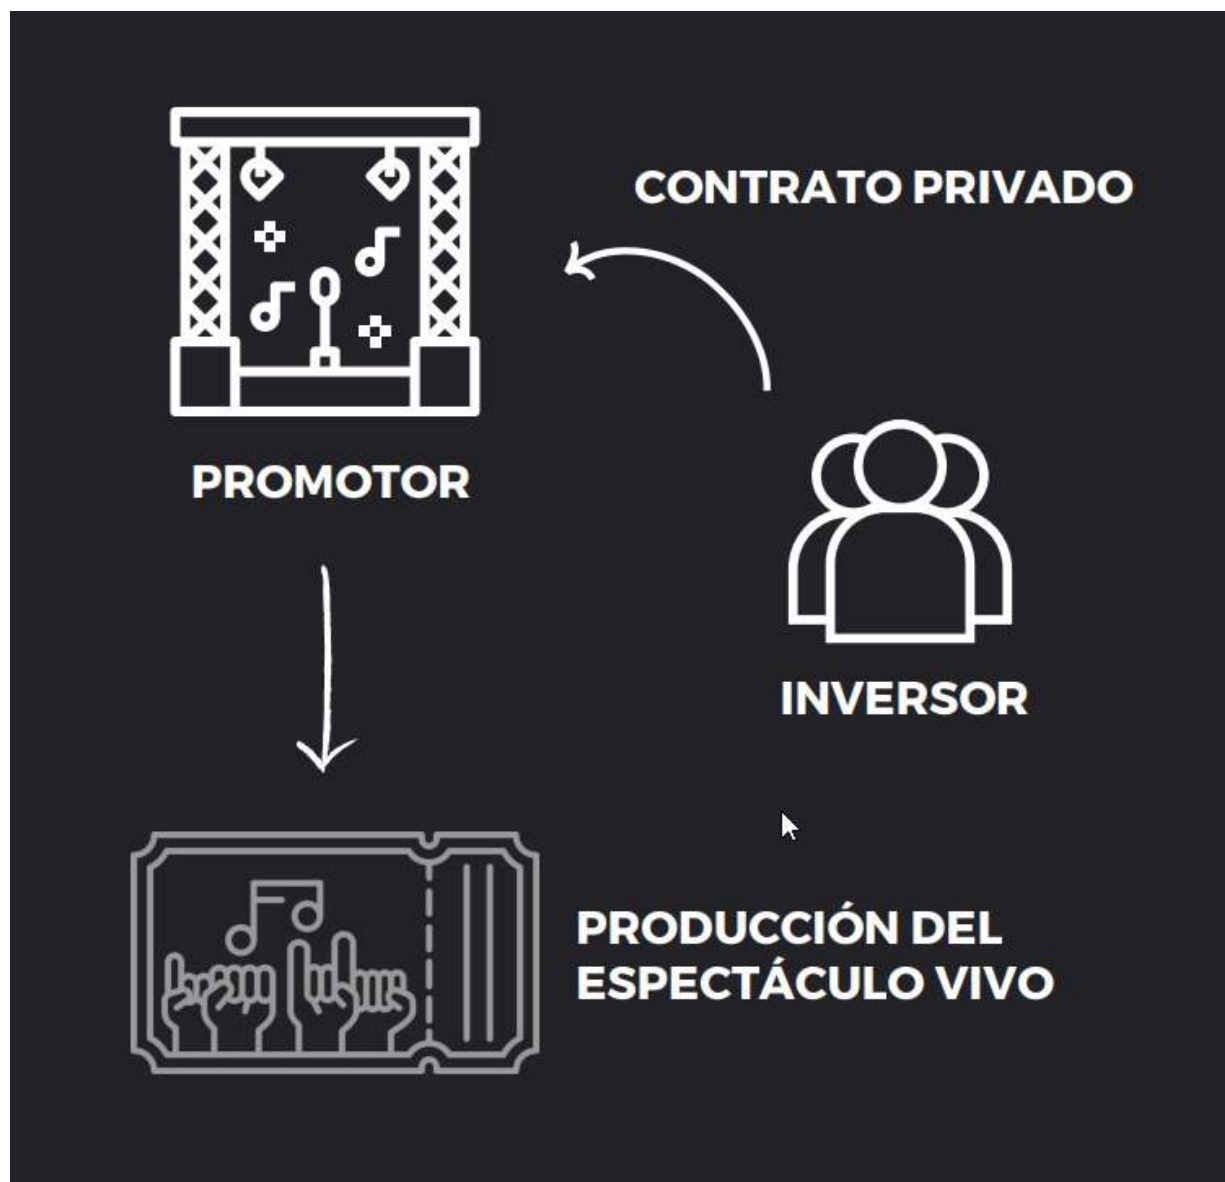 CONTRATO PRIVADO
PROMOTOR
INVERSOR
PRODUCCIÓN DEL
ESPECTÁCULO VIVO